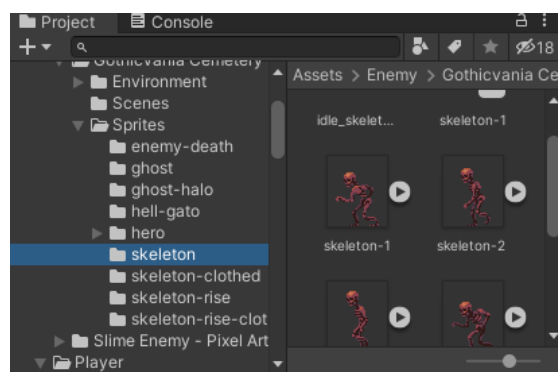 Project
Console
18
Gothicvania Cemetery
Environment
Scenes
Sprites
enemy-death
ghost
ghost-halo
hell-gato
hero
skeleton
skeleton-clothed
skeleton-rise
skeleton-rise-clot
Slime Enemy - Pixel Art
Player
Assets > Enemy > Gothicvania Ce
idle_skelet...
skeleton-1
skeleton-1
skeleton-2